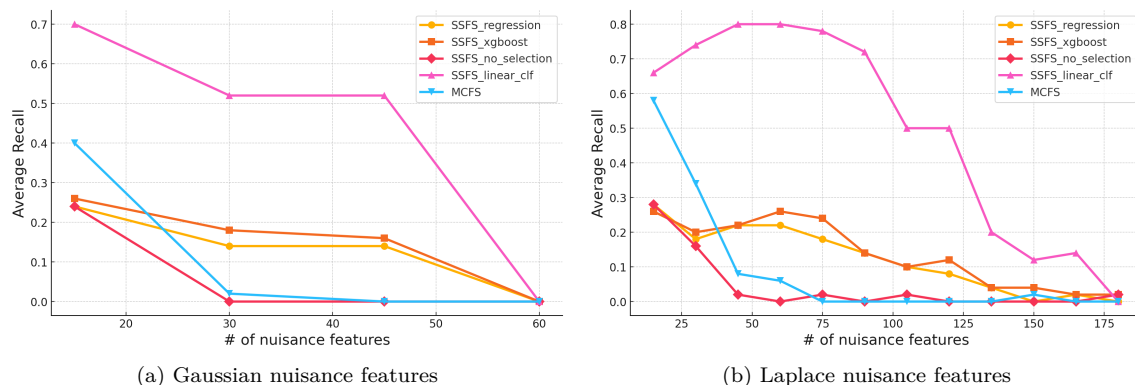 0.7
0.6
0.5
0.4
0.3
0.2
0.1
0.0
Average Recall
20
30
40
50
60
# of nuisance features
SSFS_regression
SSFS_xgboost
SSFS_no_selection
SSFS_linear_clf
MCFS
(a) Gaussian nuisance features
0.8
0.7
0.6
0.5
0.4
0.3
0.2
0.1
0.0
Average Recall
25
50
75
100
125
150
175
# of nuisance features
SSFS_regression
SSFS_xgboost
SSFS_no_selection
SSFS_linear_clf
MCFS
(b) Laplace nuisance features